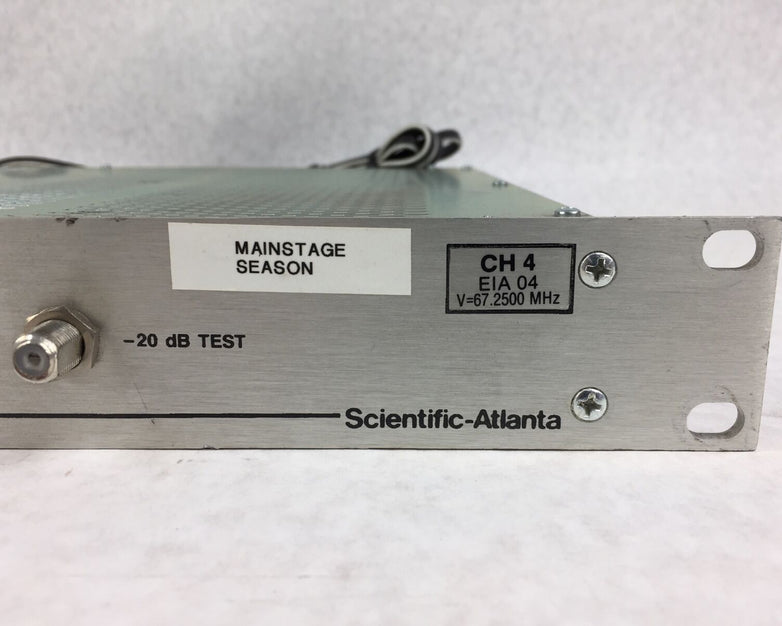 MAINSTAGE
SEASON
CH 4
EIA 04
V=67.2500 MHz
-20 dB TEST
Scientific-Atlanta